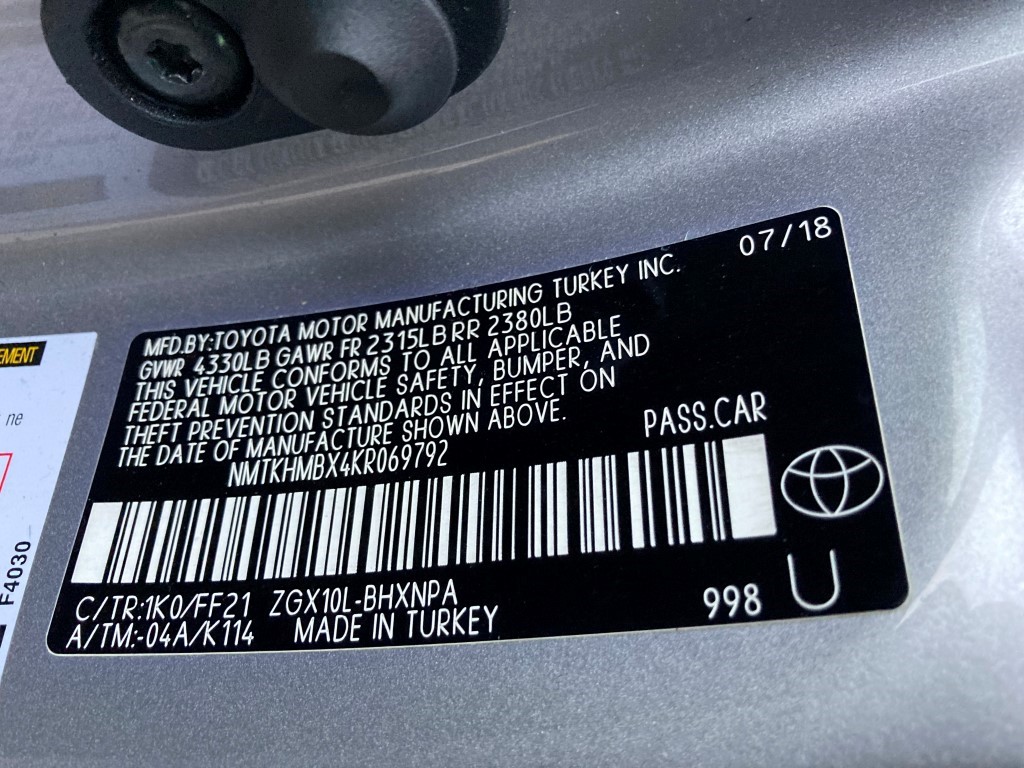 07/18
MFD.BY:TOYOTA MOTOR MANUFACTURING TURKEY INC.
GVWR 4330LB GAWR FR 2315LB RR 2380LB
THIS VEHICLE CONFORMS TO ALL APPLICABLE
FEDERAL MOTOR VEHICLE SAFETY, BUMPER, AND
THEFT PREVENTION STANDARDS IN EFFECT ON
THE DATE OF MANUFACTURE SHOWN ABOVE.
NMTKHMBX4KR069792 PASS.CAR
C/TR:1K0/FF21 ZGX10L-BHXNPA
A/TM:-04A/K114 MADE IN TURKEY 998 U
EMENT
ne
F4030